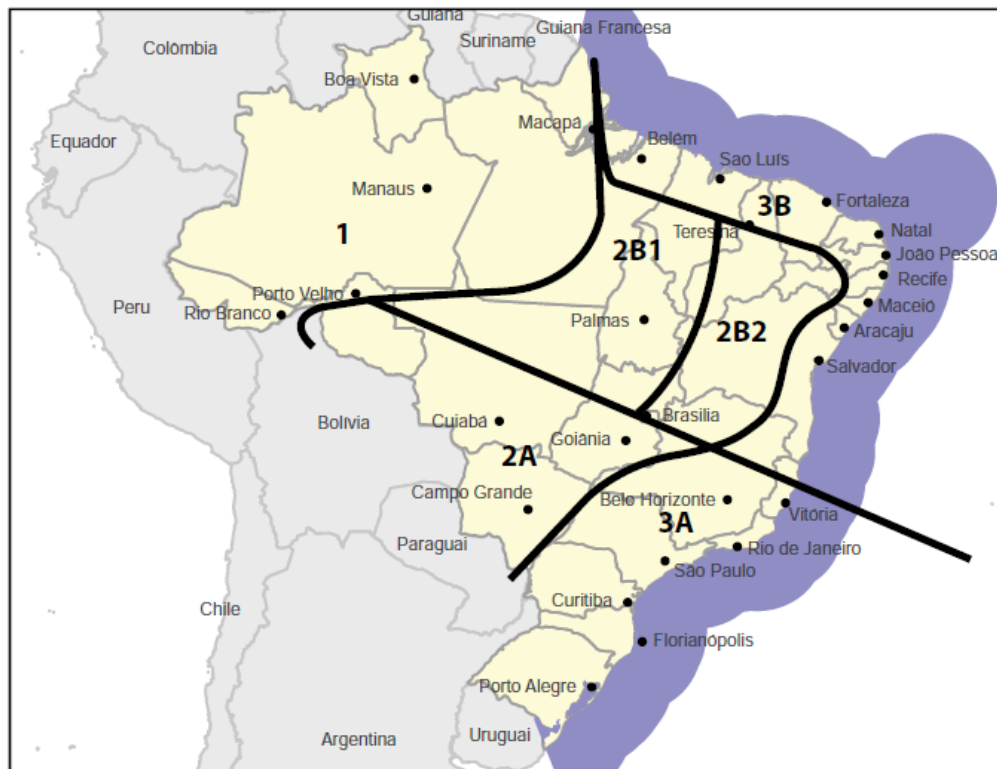 Guiana
Guiana Francesa
Suriname
Colômbia
Boa Vista
Macapá
Equador
Belém
Sao Luís
Manaus
Fortaleza
3B
1
Teresina
Natal
2B1
João Pessoa
Recife
Porto Velho
Peru
Rio Branco
Maceió
Palmas
2B2
Aracaju
Salvador
Bolívia
Cuiabá
Brasilia
Goiânia
2A
Campo Grande
Belo Horizonte
Vitória
3A
Paraguai
Rio de Janeiro
São Paulo
Chile
Curitiba
Florianópolis
Porto Alegre
Uruguai
Argentina